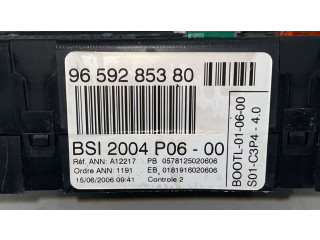 96 592 853 80
BSI 2004 P06 - 00
Réf. ANN: A12217 PB 0578125020606
Ordre ANN: 1191 EB 0181916020606
15/06/2006 09:41 Controle 2
BOOTL-01-06-00
S01-C3P4 - 4.0